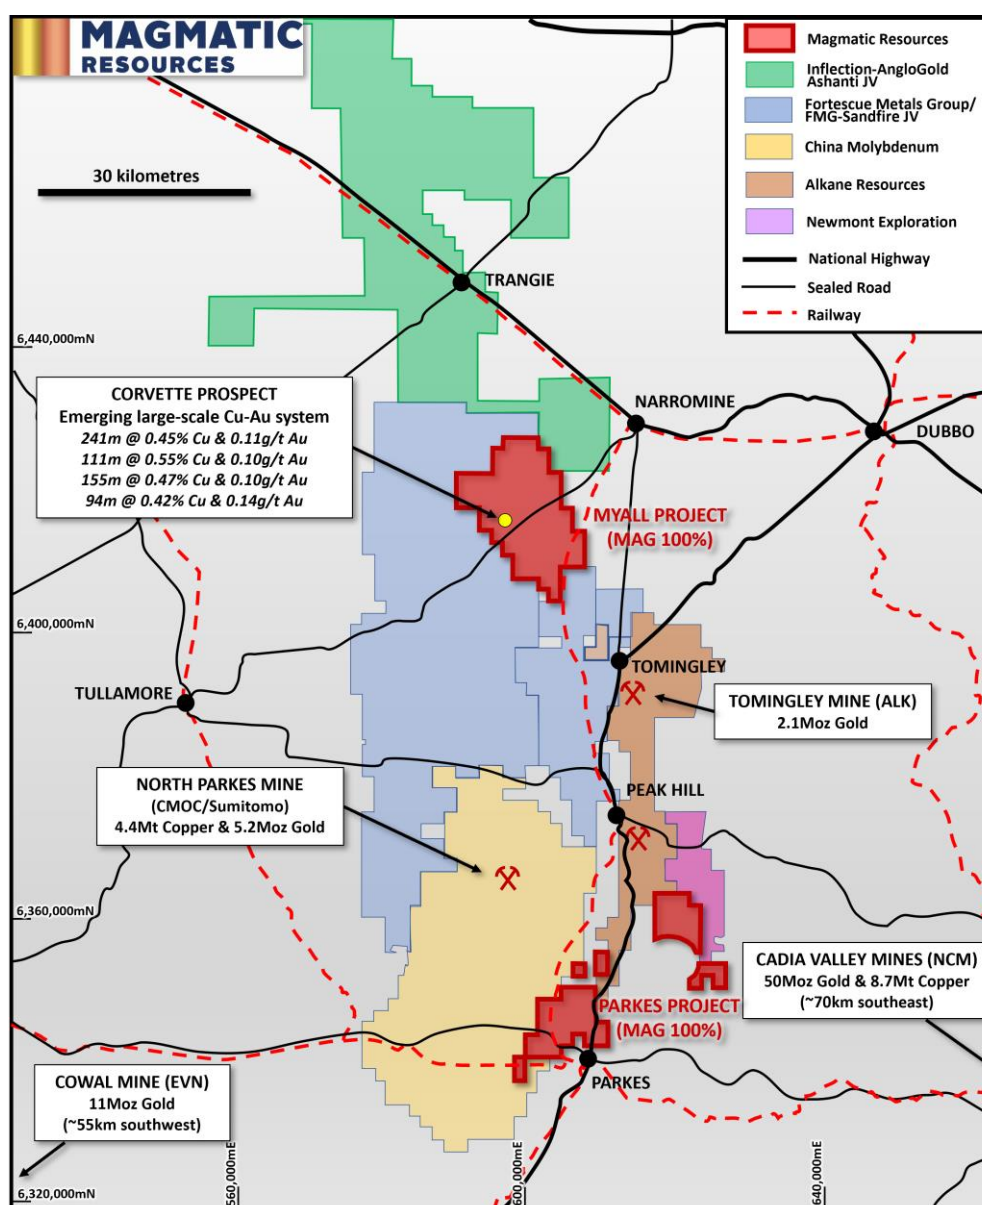 MAGMATIC
RESOURCES
Magmatic Resources
Inflection-AngloGold
Ashanti JV
Fortescue Metals Group/
FMG-Sandfire JV
China Molybdenum
Alkane Resources
Newmont Exploration
National Highway
Sealed Road
Railway
30 kilometres
TRANGIE
6,440,000mN
CORVETTE PROSPECT
Emerging large-scale Cu-Au system
241m @ 0.45% Cu & 0.11g/t Au
111m @ 0.55% Cu & 0.10g/t Au
155m @ 0.47% Cu & 0.10g/t Au
94m @ 0.42% Cu & 0.14g/t Au
NARROMINE
DUBBO
MYALL PROJECT
(MAG 100%)
6,400,000mN
TOMINGLEY
TULLAMORE
TOMINGLEY MINE (ALK)
2.1Moz Gold
NORTH PARKES MINE
(CMOC/Sumitomo)
4.4Mt Copper & 5.2Moz Gold
PEAK HILL
6,360,000mN
CADIA VALLEY MINES (NCM)
50Moz Gold & 8.7Mt Copper
(~70km southeast)
PARKES PROJECT
(MAG 100%)
PARKES
COWAL MINE (EVN)
11Moz Gold
(~55km southwest)
6,320,000mN
560,000mE
600,000mE
640,000mE